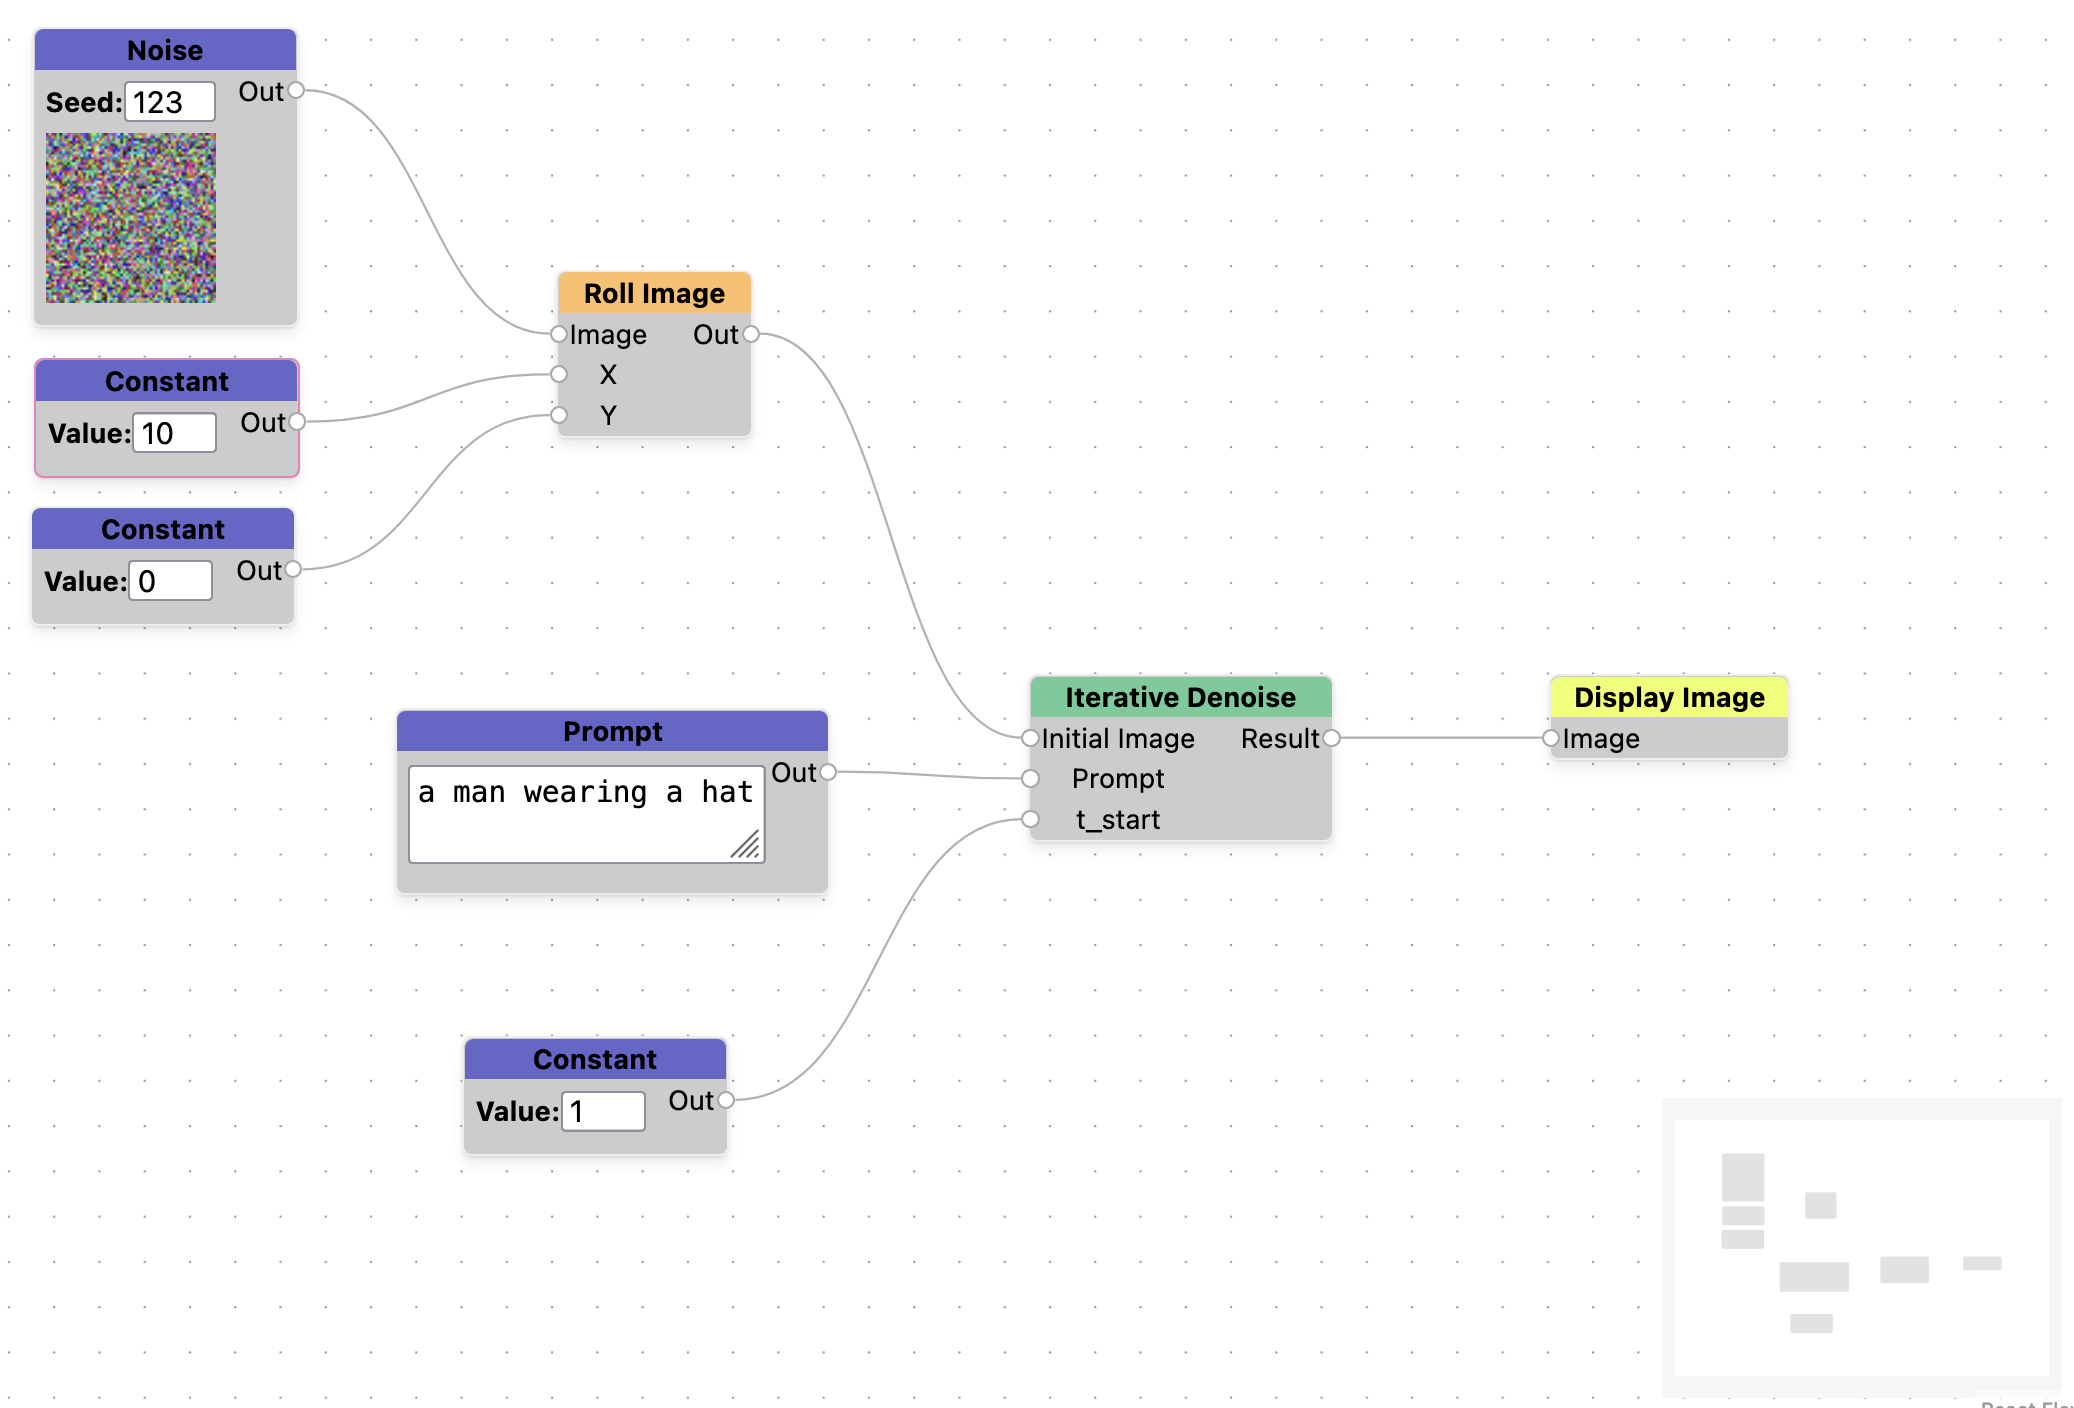 Noise
Seed: 123
Out
Constant
Value: 10
Out
Constant
Value: 0
Out
Roll Image
Image
Out
X
Y
Prompt
a man wearing a hat
Out
Constant
Value: 1
Out
Iterative Denoise
Initial Image
Result
Prompt
t_start
Display Image
Image